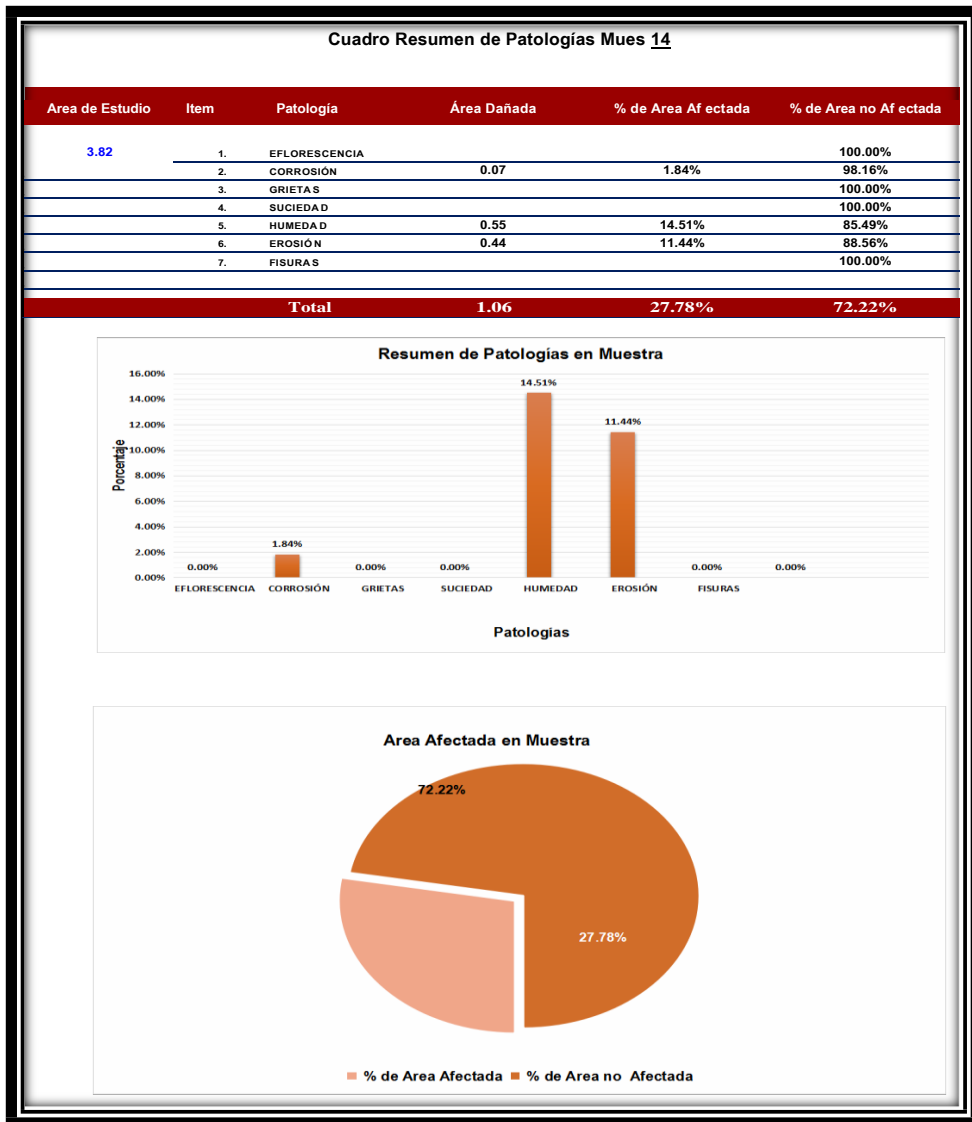 Cuadro Resumen de Patologías Mues 14
Area de Estudio Item Patología Área Dañada % de Area Af ectada % de Area no Af ectada
3.82 1. EFLORESCENCIA 100.00%
2. CORROSIÓN 0.07 1.84% 98.16%
3. GRIETAS 100.00%
4. SUCIEDAD 100.00%
5. HUMEDAD 0.55 14.51% 85.49%
6. EROSIÓN 0.44 11.44% 88.56%
7. FISURAS 100.00%
Total 1.06 27.78% 72.22%
Resumen de Patologías en Muestra
Porcentaje
16.00%
14.00%
12.00%
10.00%
8.00%
6.00%
4.00%
2.00%
0.00%
0.00% 1.84% 0.00% 0.00% 14.51% 11.44% 0.00% 0.00%
EFLORESCENCIA CORROSIÓN GRIETAS SUCIEDAD HUMEDAD EROSIÓN FISURAS
Patologías
Area Afectada en Muestra
72.22%
27.78%
% de Area Afectada % de Area no Afectada